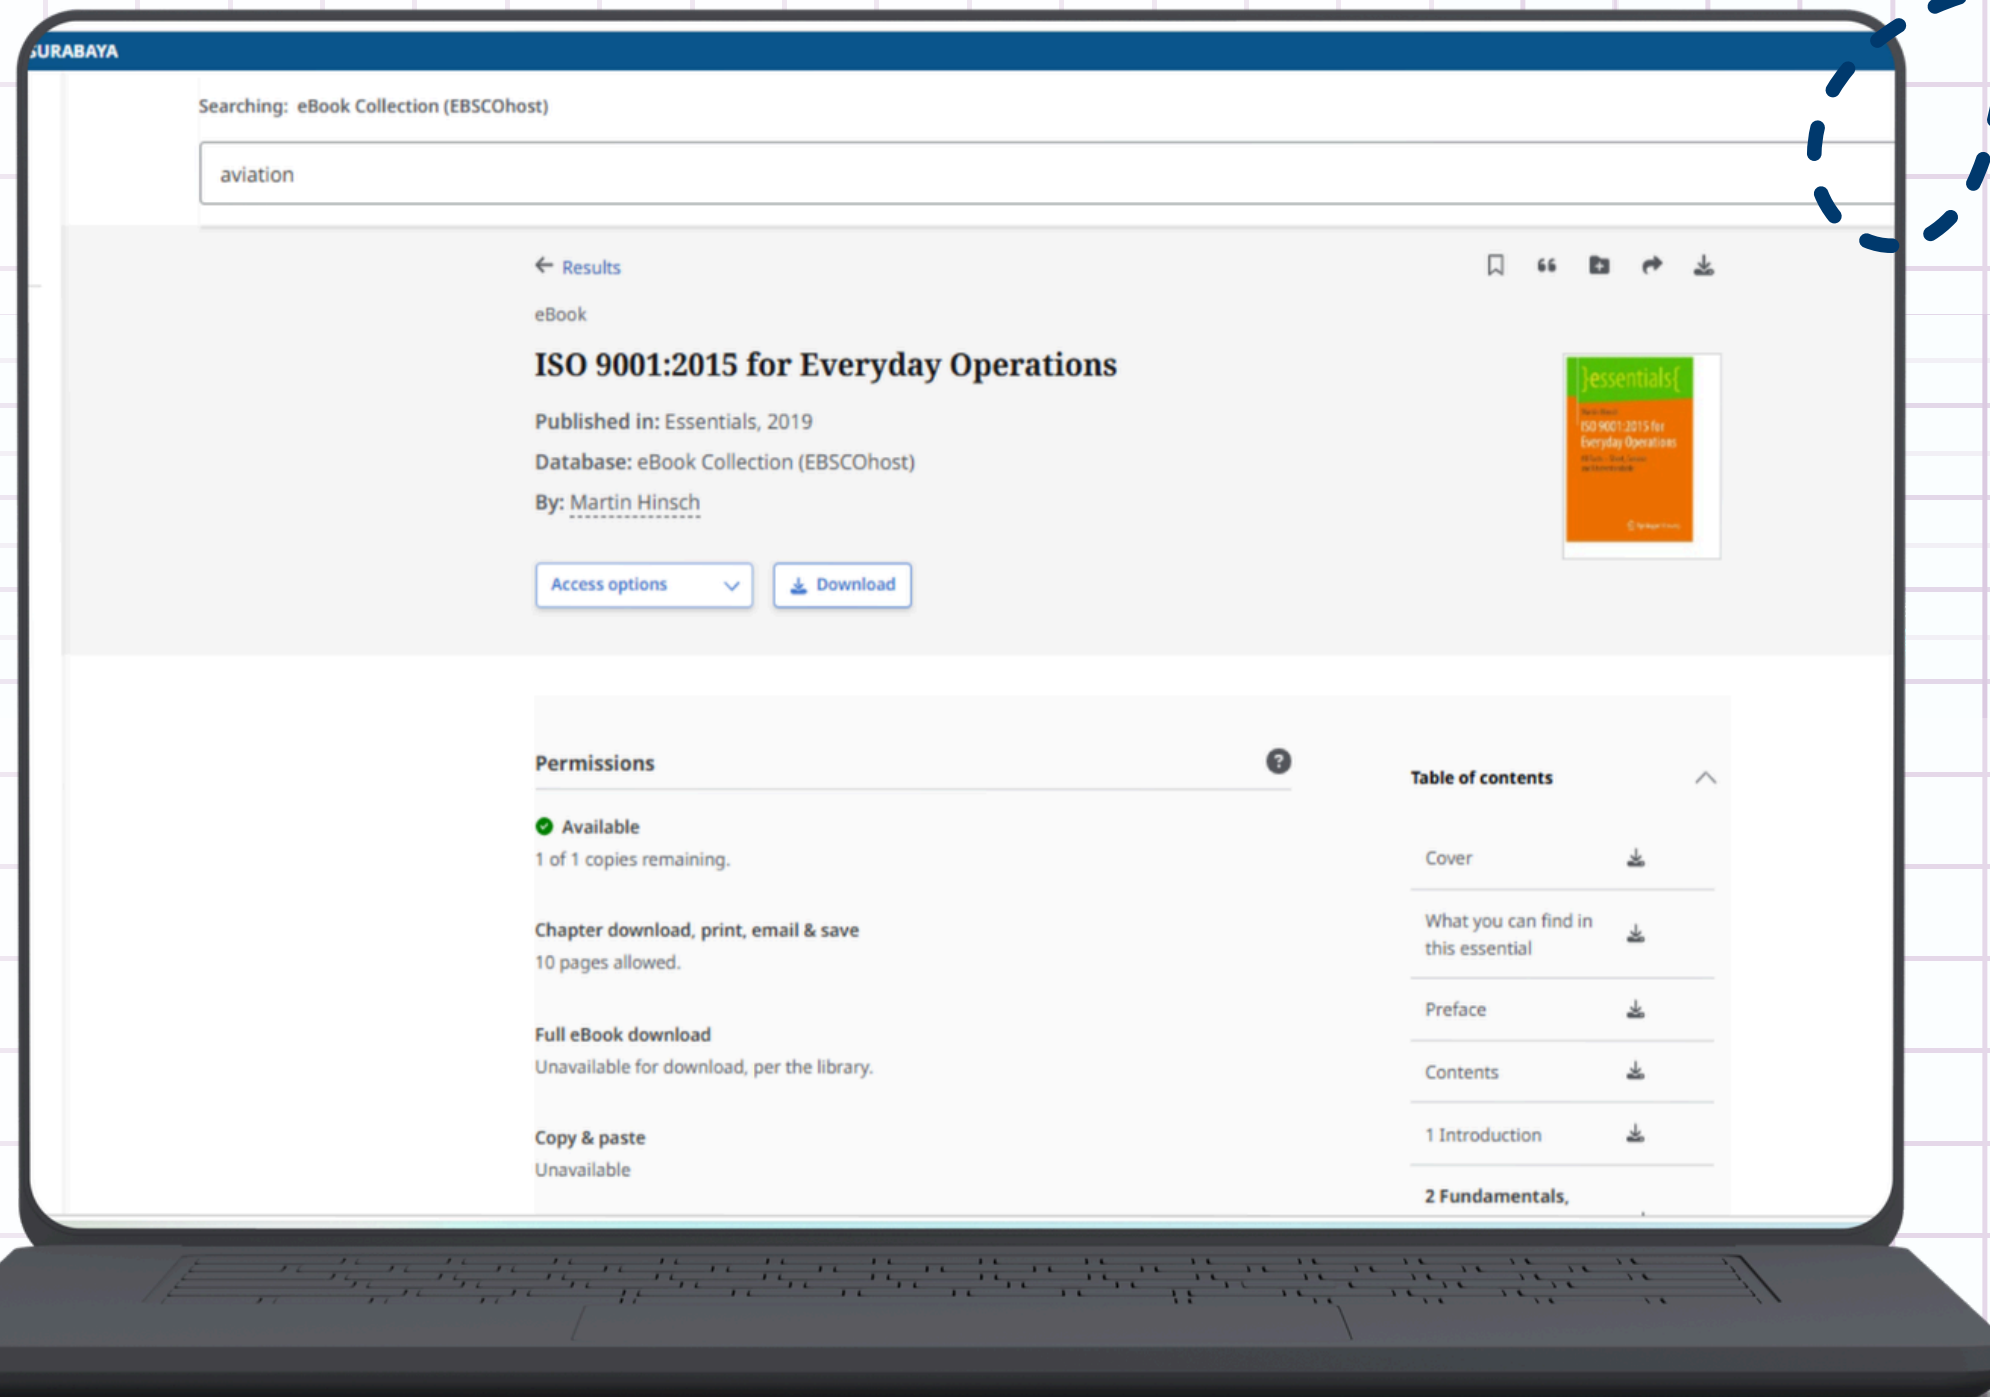 SURABAYA
Searching: eBook Collection (EBSCOhost)
aviation
Results
eBook
ISO 9001:2015 for Everyday Operations
Published in: Essentials, 2019
Database: eBook Collection (EBSCOhost)
By: Martin Hinsch
Access options
Download
}essentials{
ISO 9001:2015 for
Everyday Operations
Permissions
Available
1 of 1 copies remaining.
Chapter download, print, email & save
10 pages allowed.
Full eBook download
Unavailable for download, per the library.
Copy & paste
Unavailable
Table of contents
Cover
What you can find in
this essential
Preface
Contents
1 Introduction
2 Fundamentals,